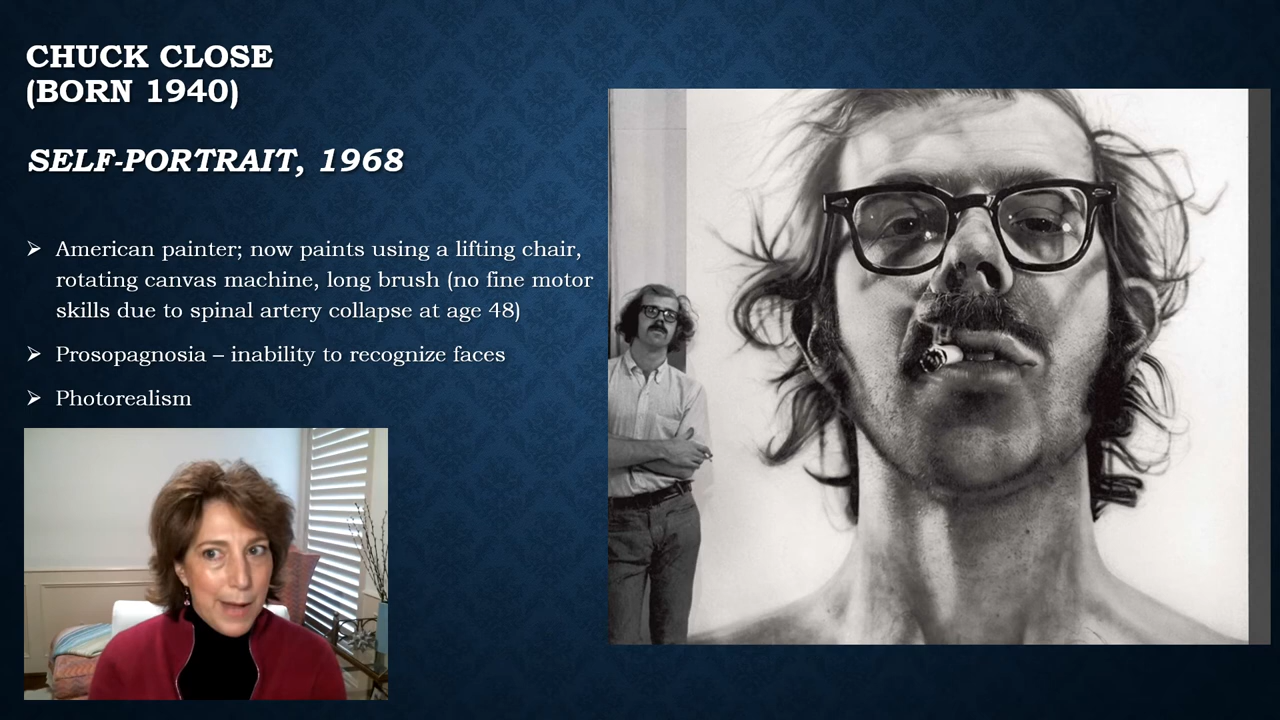 CHUCK CLOSE
(BORN 1940)
SELF-PORTRAIT, 1968
➢ American painter; now paints using a lifting chair,
rotating canvas machine, long brush (no fine motor
skills due to spinal artery collapse at age 48)
➢ Prosopagnosia – inability to recognize faces
➢ Photorealism